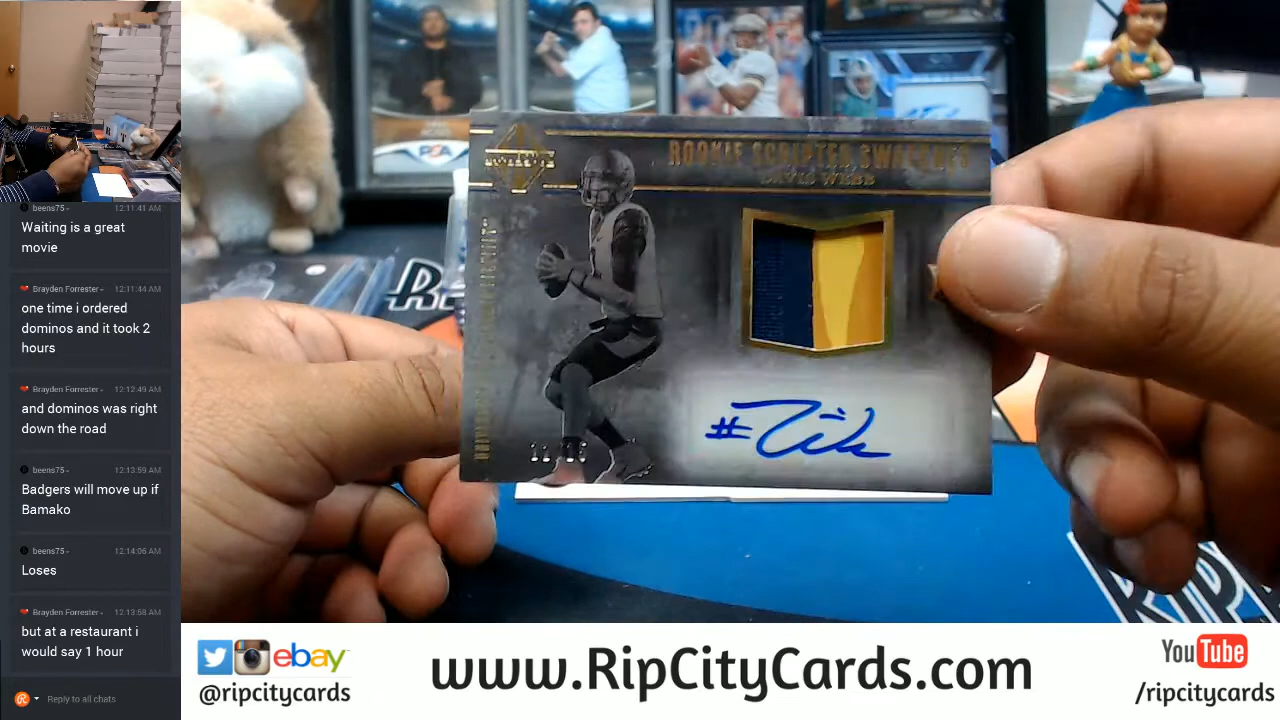 beens75 - 12:11:41 AM
Waiting is a great
movie
Brayden Forrester - 12:11:44 AM
one time i ordered
dominos and it took 2
hours
Brayden Forrester - 12:12:49 AM
and dominos was right
down the road
beens75 - 12:13:59 AM
Badgers will move up if
Bamako
beens75 - 12:14:06 AM
Loses
Brayden Forrester - 12:13:58 AM
but at a restaurant i
would say 1 hour
Reply to all chats
PSA
ROOKIE SCRIPTED SWATCHES
DAVIS WEBB
ebay
@ripcitycards
www.RipCityCards.com
YouTube
/ripcitycards